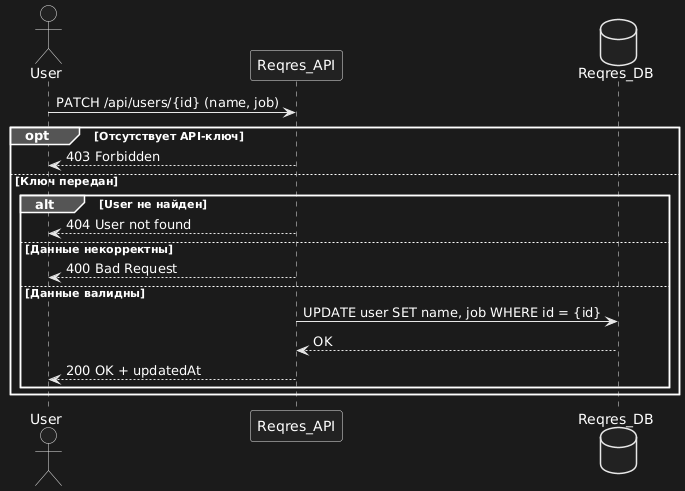 User
Reqres_API
Reqres_DB
PATCH /api/users/{id} (name, job)
opt
[Отсутствует API-ключ]
403 Forbidden
[Ключ передан]
alt
[User не найден]
404 User not found
[Данные некорректны]
400 Bad Request
[Данные валидны]
UPDATE user SET name, job WHERE id = {id}
OK
200 OK + updatedAt
User
Reqres_API
Reqres_DB